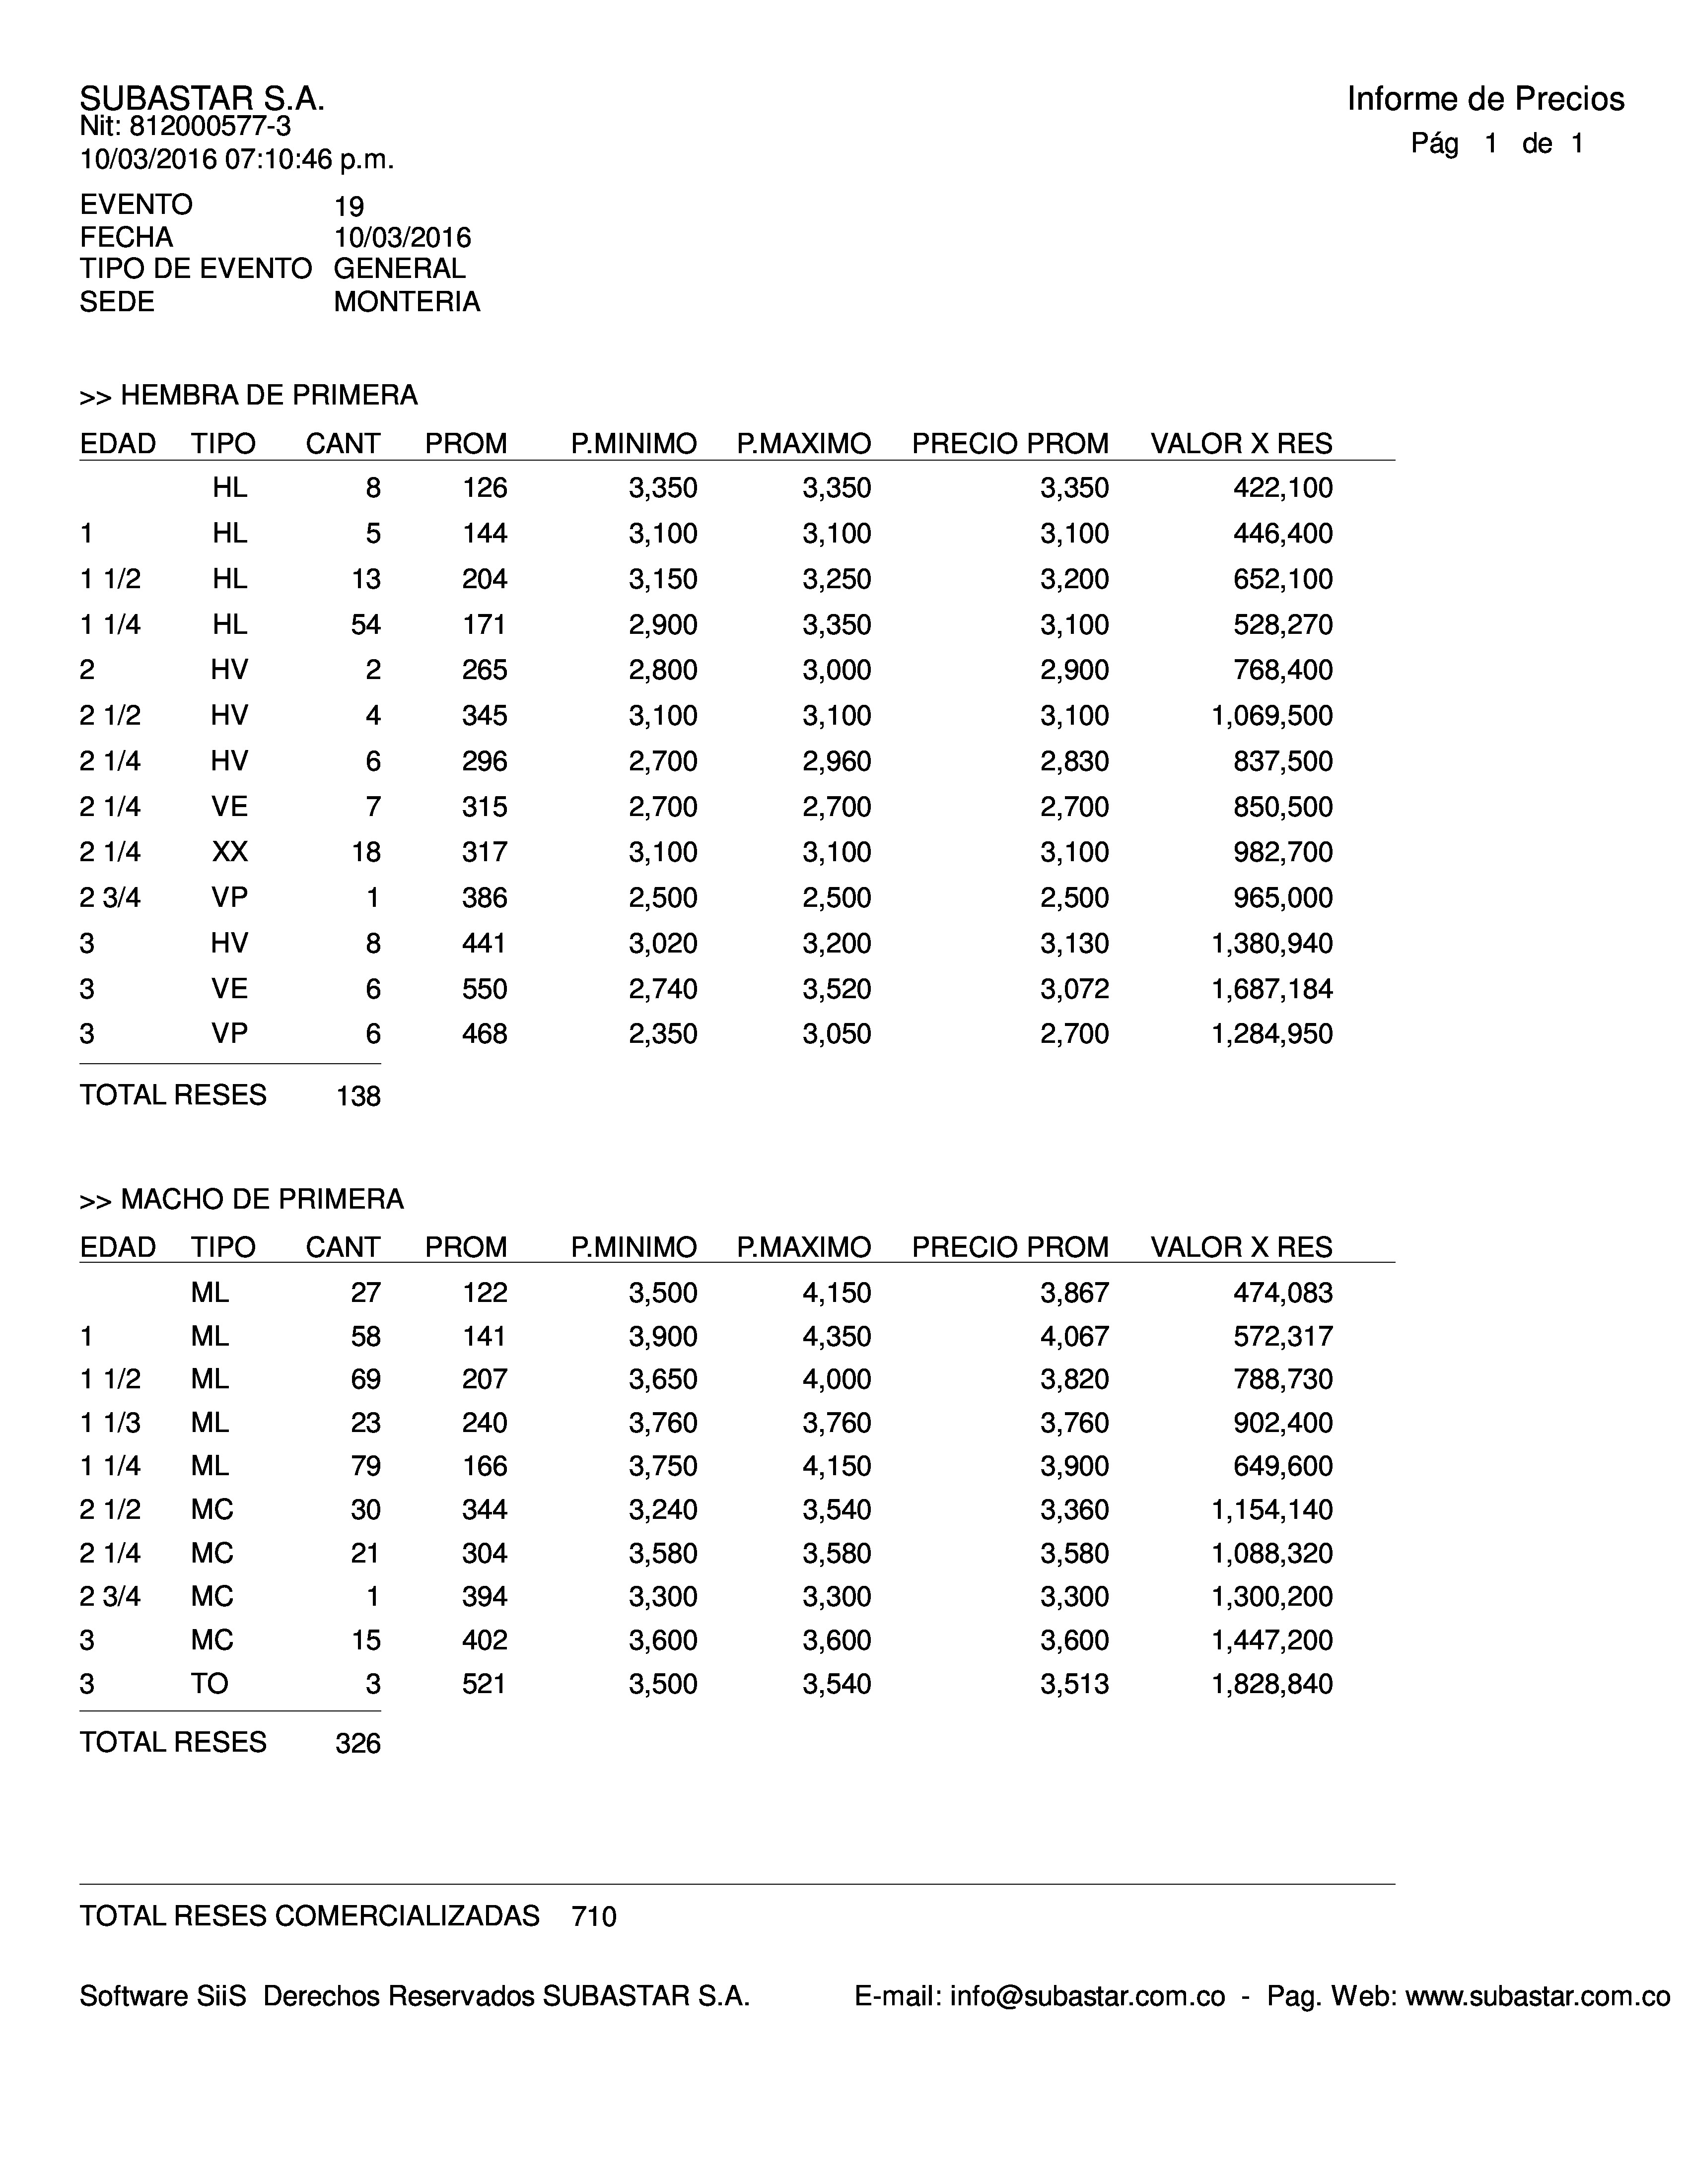 SUBASTAR S.A. Informe de Precios
Nit: 812000577-3
10/03/2016 07:10:46 p.m. Pág 1 de 1
EVENTO 19
FECHA 10/03/2016
TIPO DE EVENTO GENERAL
SEDE MONTERIA
>> HEMBRA DE PRIMERA
EDAD TIPO CANT PROM P.MINIMO P.MAXIMO PRECIO PROM VALOR X RES
HL 8 126 3,350 3,350 3,350 422,100
1 HL 5 144 3,100 3,100 3,100 446,400
1 1/2 HL 13 204 3,150 3,250 3,200 652,100
1 1/4 HL 54 171 2,900 3,350 3,100 528,270
2 HV 2 265 2,800 3,000 2,900 768,400
2 1/2 HV 4 345 3,100 3,100 3,100 1,069,500
2 1/4 HV 6 296 2,700 2,960 2,830 837,500
2 1/4 VE 7 315 2,700 2,700 2,700 850,500
2 1/4 XX 18 317 3,100 3,100 3,100 982,700
2 3/4 VP 1 386 2,500 2,500 2,500 965,000
3 HV 8 441 3,020 3,200 3,130 1,380,940
3 VE 6 550 2,740 3,520 3,072 1,687,184
3 VP 6 468 2,350 3,050 2,700 1,284,950
TOTAL RESES 138
>> MACHO DE PRIMERA
EDAD TIPO CANT PROM P.MINIMO P.MAXIMO PRECIO PROM VALOR X RES
ML 27 122 3,500 4,150 3,867 474,083
1 ML 58 141 3,900 4,350 4,067 572,317
1 1/2 ML 69 207 3,650 4,000 3,820 788,730
1 1/3 ML 23 240 3,760 3,760 3,760 902,400
1 1/4 ML 79 166 3,750 4,150 3,900 649,600
2 1/2 MC 30 344 3,240 3,540 3,360 1,154,140
2 1/4 MC 21 304 3,580 3,580 3,580 1,088,320
2 3/4 MC 1 394 3,300 3,300 3,300 1,300,200
3 MC 15 402 3,600 3,600 3,600 1,447,200
3 TO 3 521 3,500 3,540 3,513 1,828,840
TOTAL RESES 326
TOTAL RESES COMERCIALIZADAS 710
Software SiiS Derechos Reservados SUBASTAR S.A. E-mail: info@subastar.com.co - Pag. Web: www.subastar.com.co